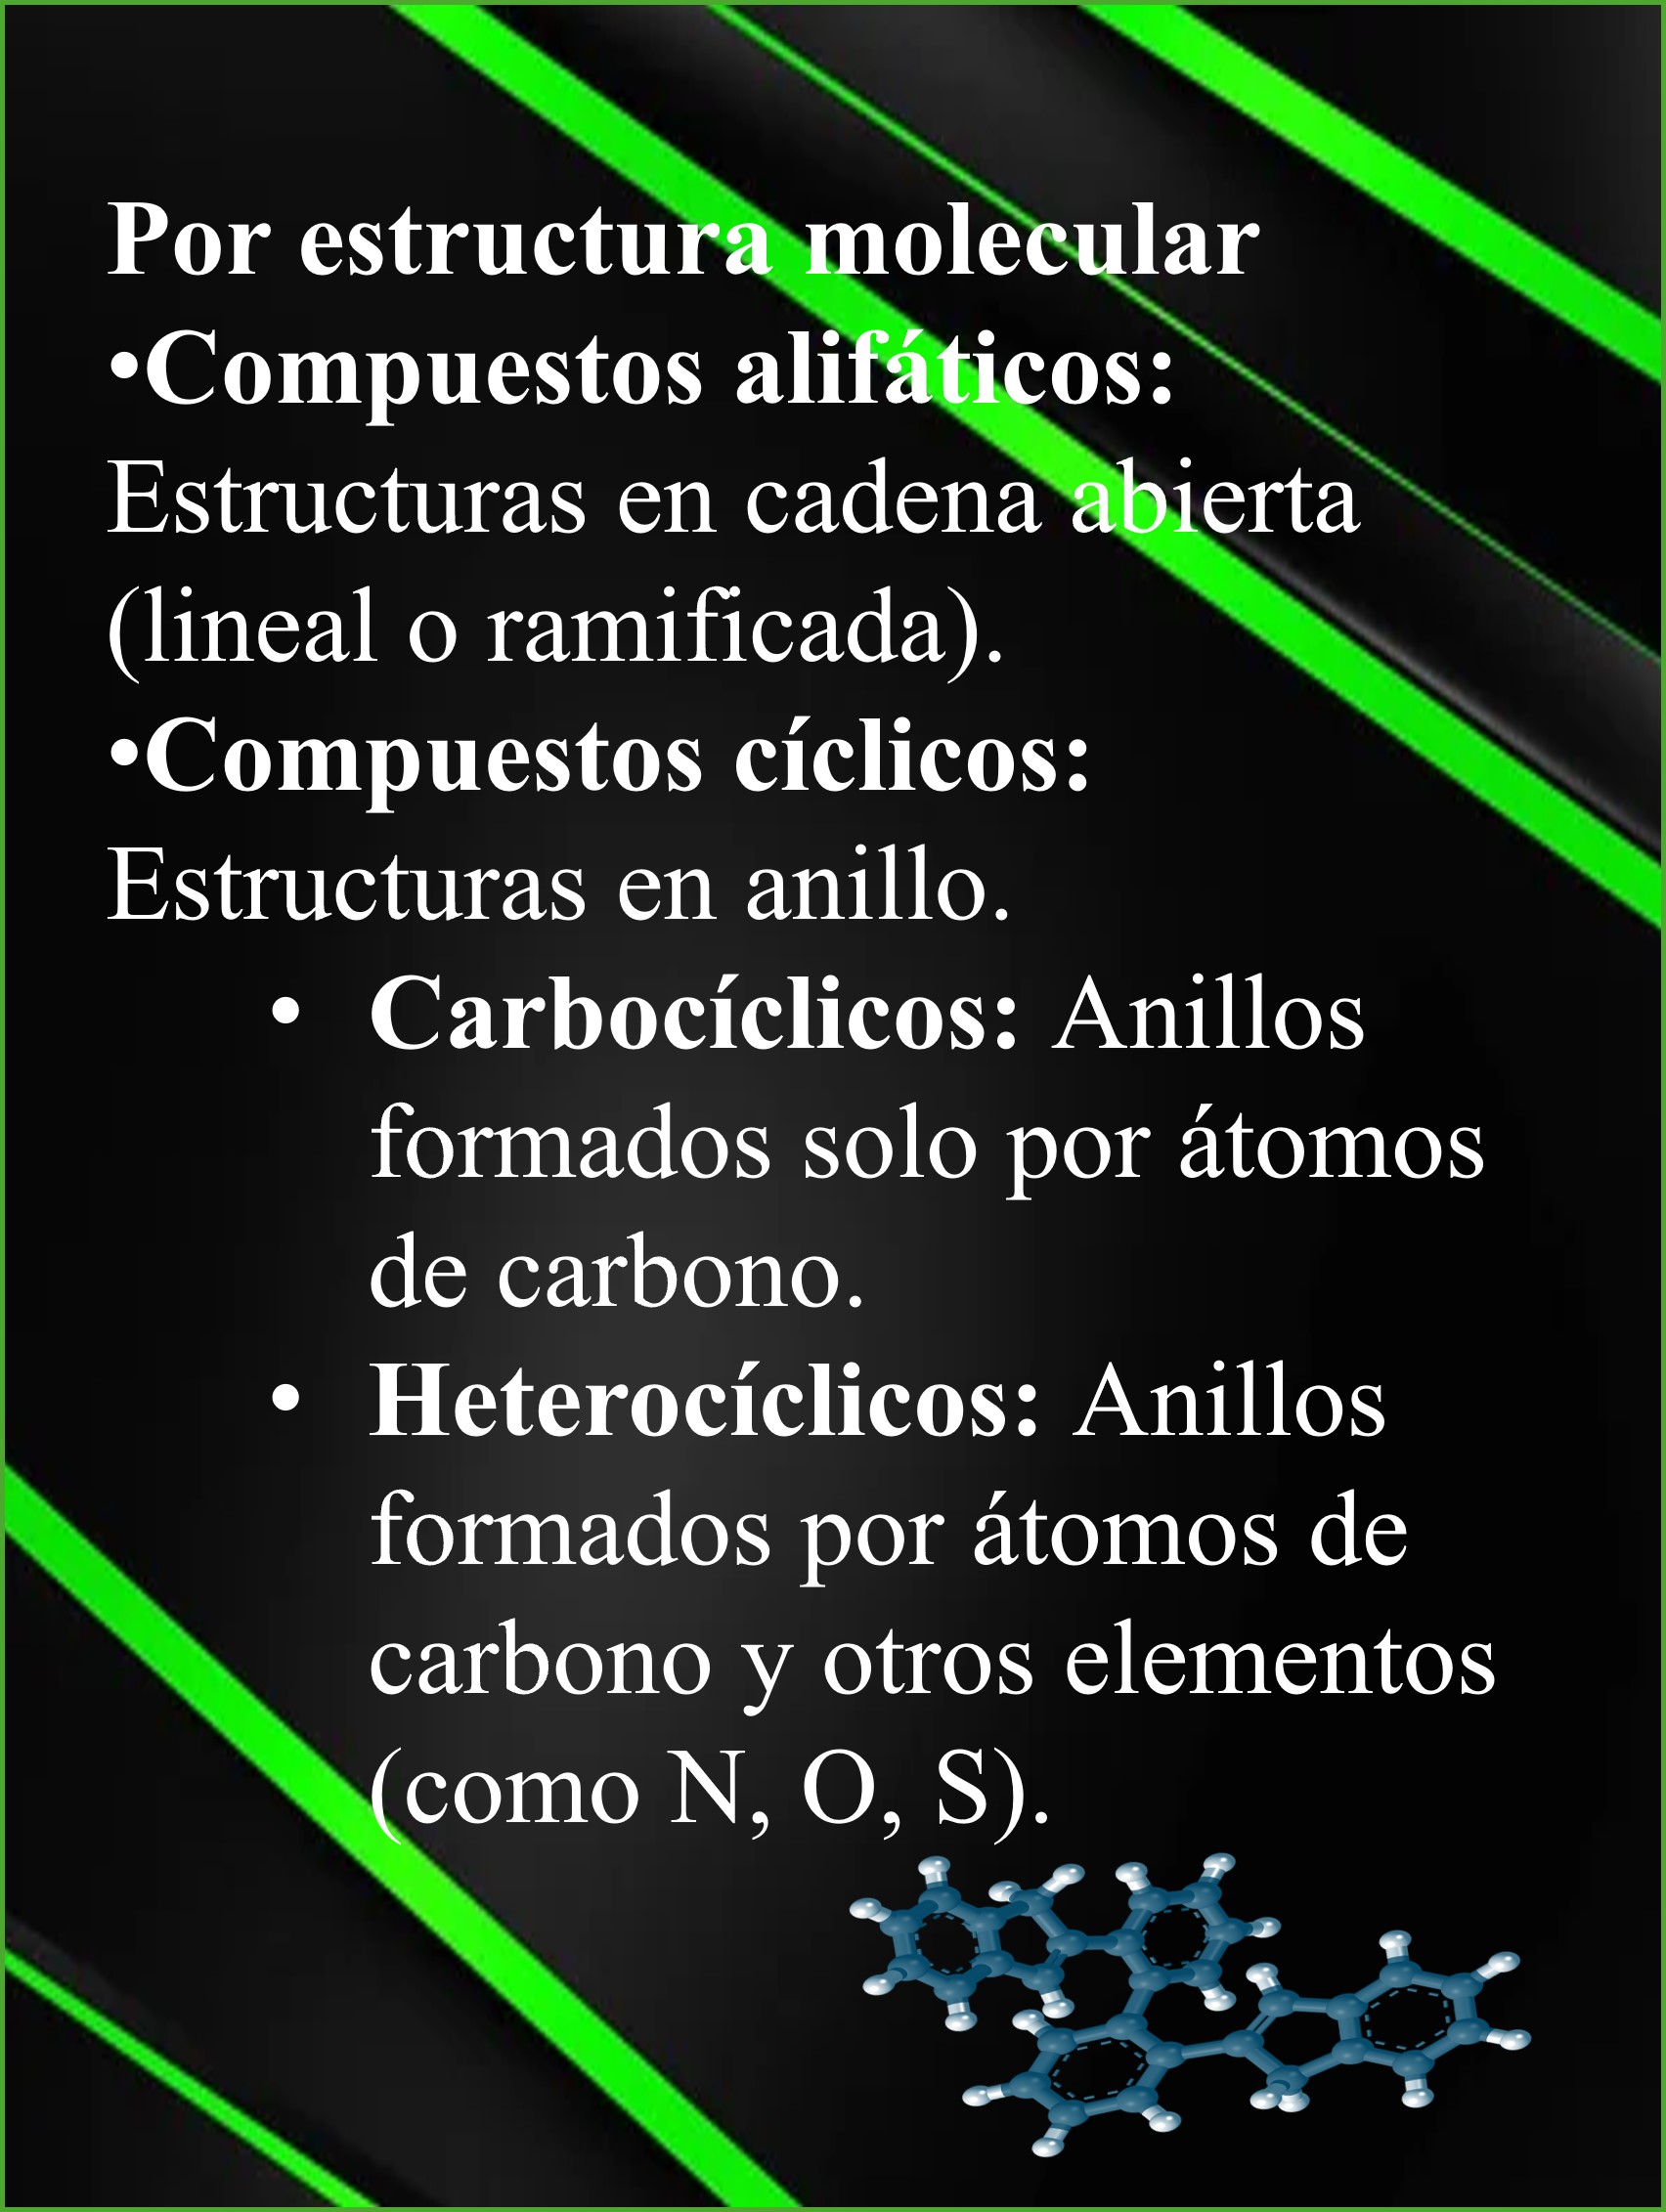 Por estructura molecular
•Compuestos alifáticos:
Estructuras en cadena abierta
(lineal o ramificada).
•Compuestos cíclicos:
Estructuras en anillo.
• Carbocíclicos: Anillos
formados solo por átomos
de carbono.
• Heterocíclicos: Anillos
formados por átomos de
carbono y otros elementos
(como N, O, S).